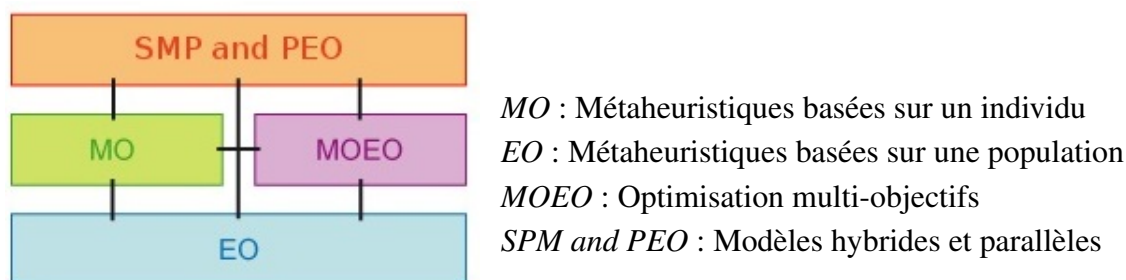 SMP and PEO
MO
MOEO
EO
MO : Métaheuristiques basées sur un individu
EO : Métaheuristiques basées sur une population
MOEO : Optimisation multi-objectifs
SPM and PEO : Modèles hybrides et parallèles